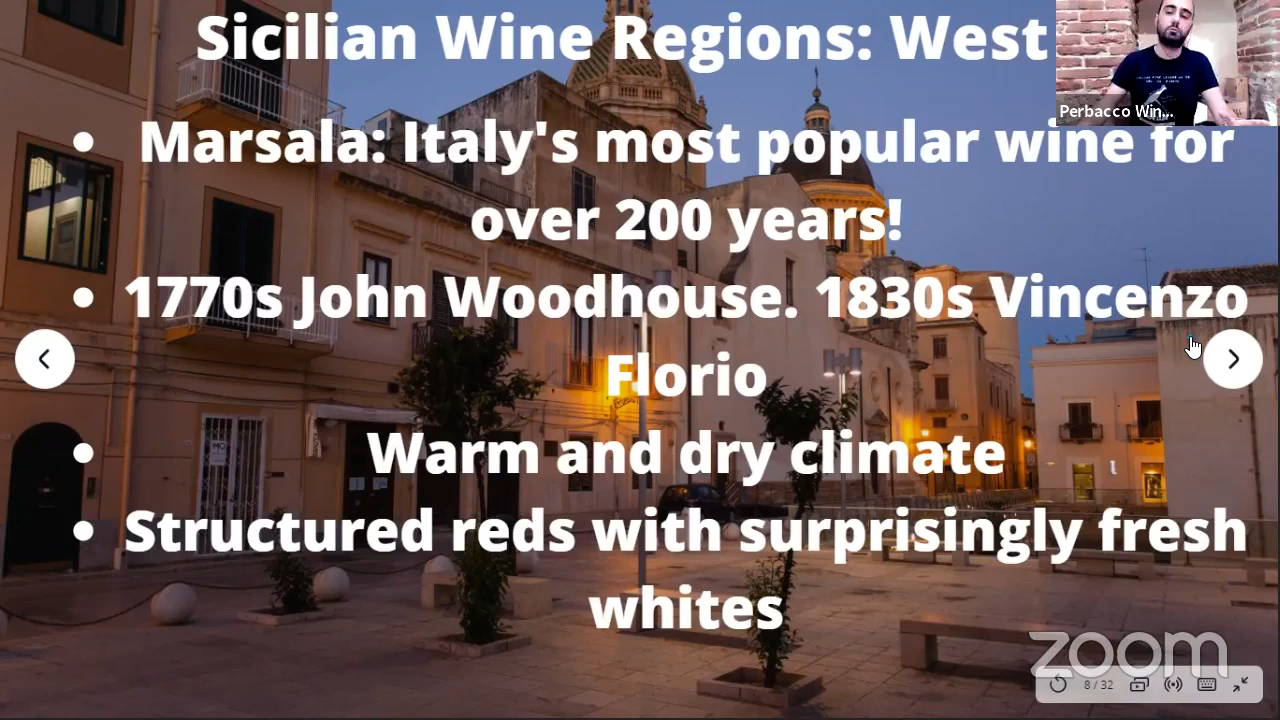 Sicilian Wine Regions: West
Perbacco Win...
• Marsala: Italy's most popular wine for
over 200 years!
• 1770s John Woodhouse. 1830s Vincenzo
Florio
• Warm and dry climate
• Structured reds with surprisingly fresh
whites
zoom
8 / 32